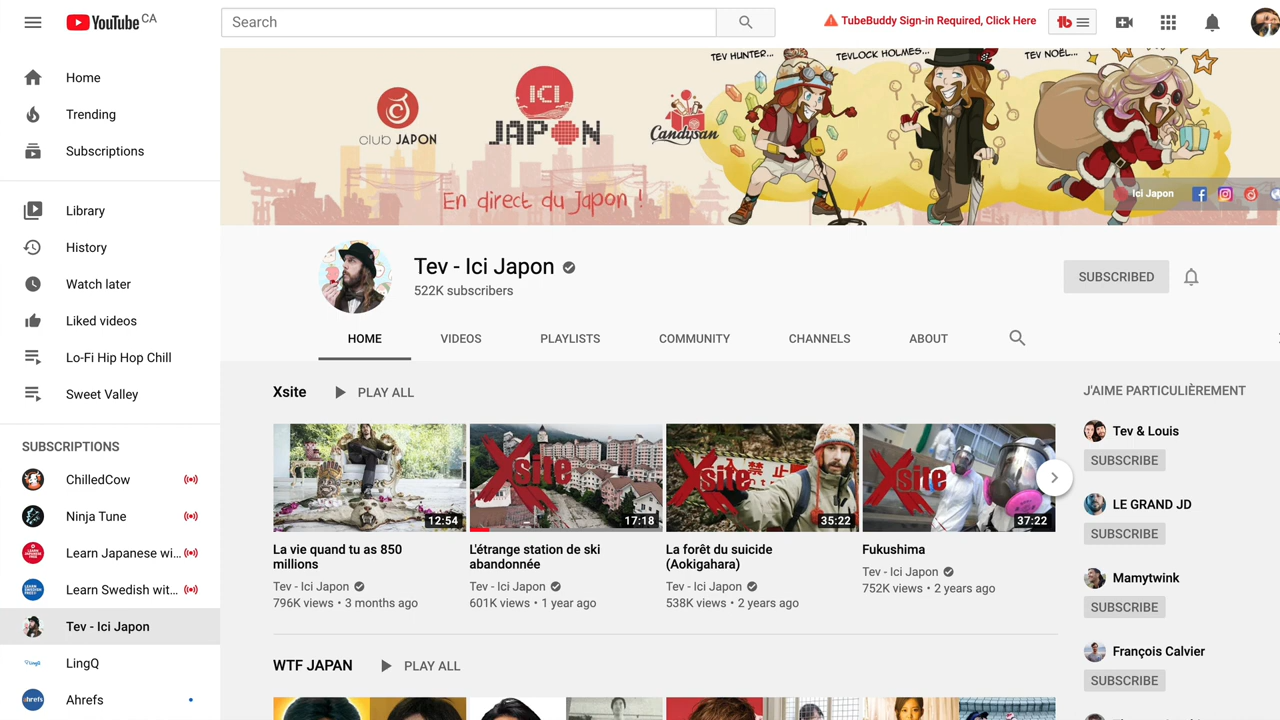 YouTube CA
Search
TubeBuddy Sign-in Required, Click Here
tb
Home
Trending
Subscriptions
Library
History
Watch later
Liked videos
Lo-Fi Hip Hop Chill
Sweet Valley
SUBSCRIPTIONS
ChilledCow
Ninja Tune
Learn Japanese wi...
Learn Swedish wit...
Tev - Ici Japon
LingQ
Ahrefs
TEV HUNTER...
TEVLOCK HOLMES...
TEV NOËL...
club JAPON
ICI
JAPON
Candysan
En direct du Japon !
Ici Japon
Tev - Ici Japon
522K subscribers
SUBSCRIBED
HOME
VIDEOS
PLAYLISTS
COMMUNITY
CHANNELS
ABOUT
Xsite
PLAY ALL
12:54
Xsite
17:18
Xsite
禁止
35:22
Xsite
37:22
La vie quand tu as 850
millions
Tev - Ici Japon
796K views • 3 months ago
L'étrange station de ski
abandonnée
Tev - Ici Japon
601K views • 1 year ago
La forêt du suicide
(Aokigahara)
Tev - Ici Japon
538K views • 2 years ago
Fukushima
Tev - Ici Japon
752K views • 2 years ago
WTF JAPAN
PLAY ALL
J'AIME PARTICULIÈREMENT
Tev & Louis
SUBSCRIBE
LE GRAND JD
SUBSCRIBE
Mamytwink
SUBSCRIBE
François Calvier
SUBSCRIBE